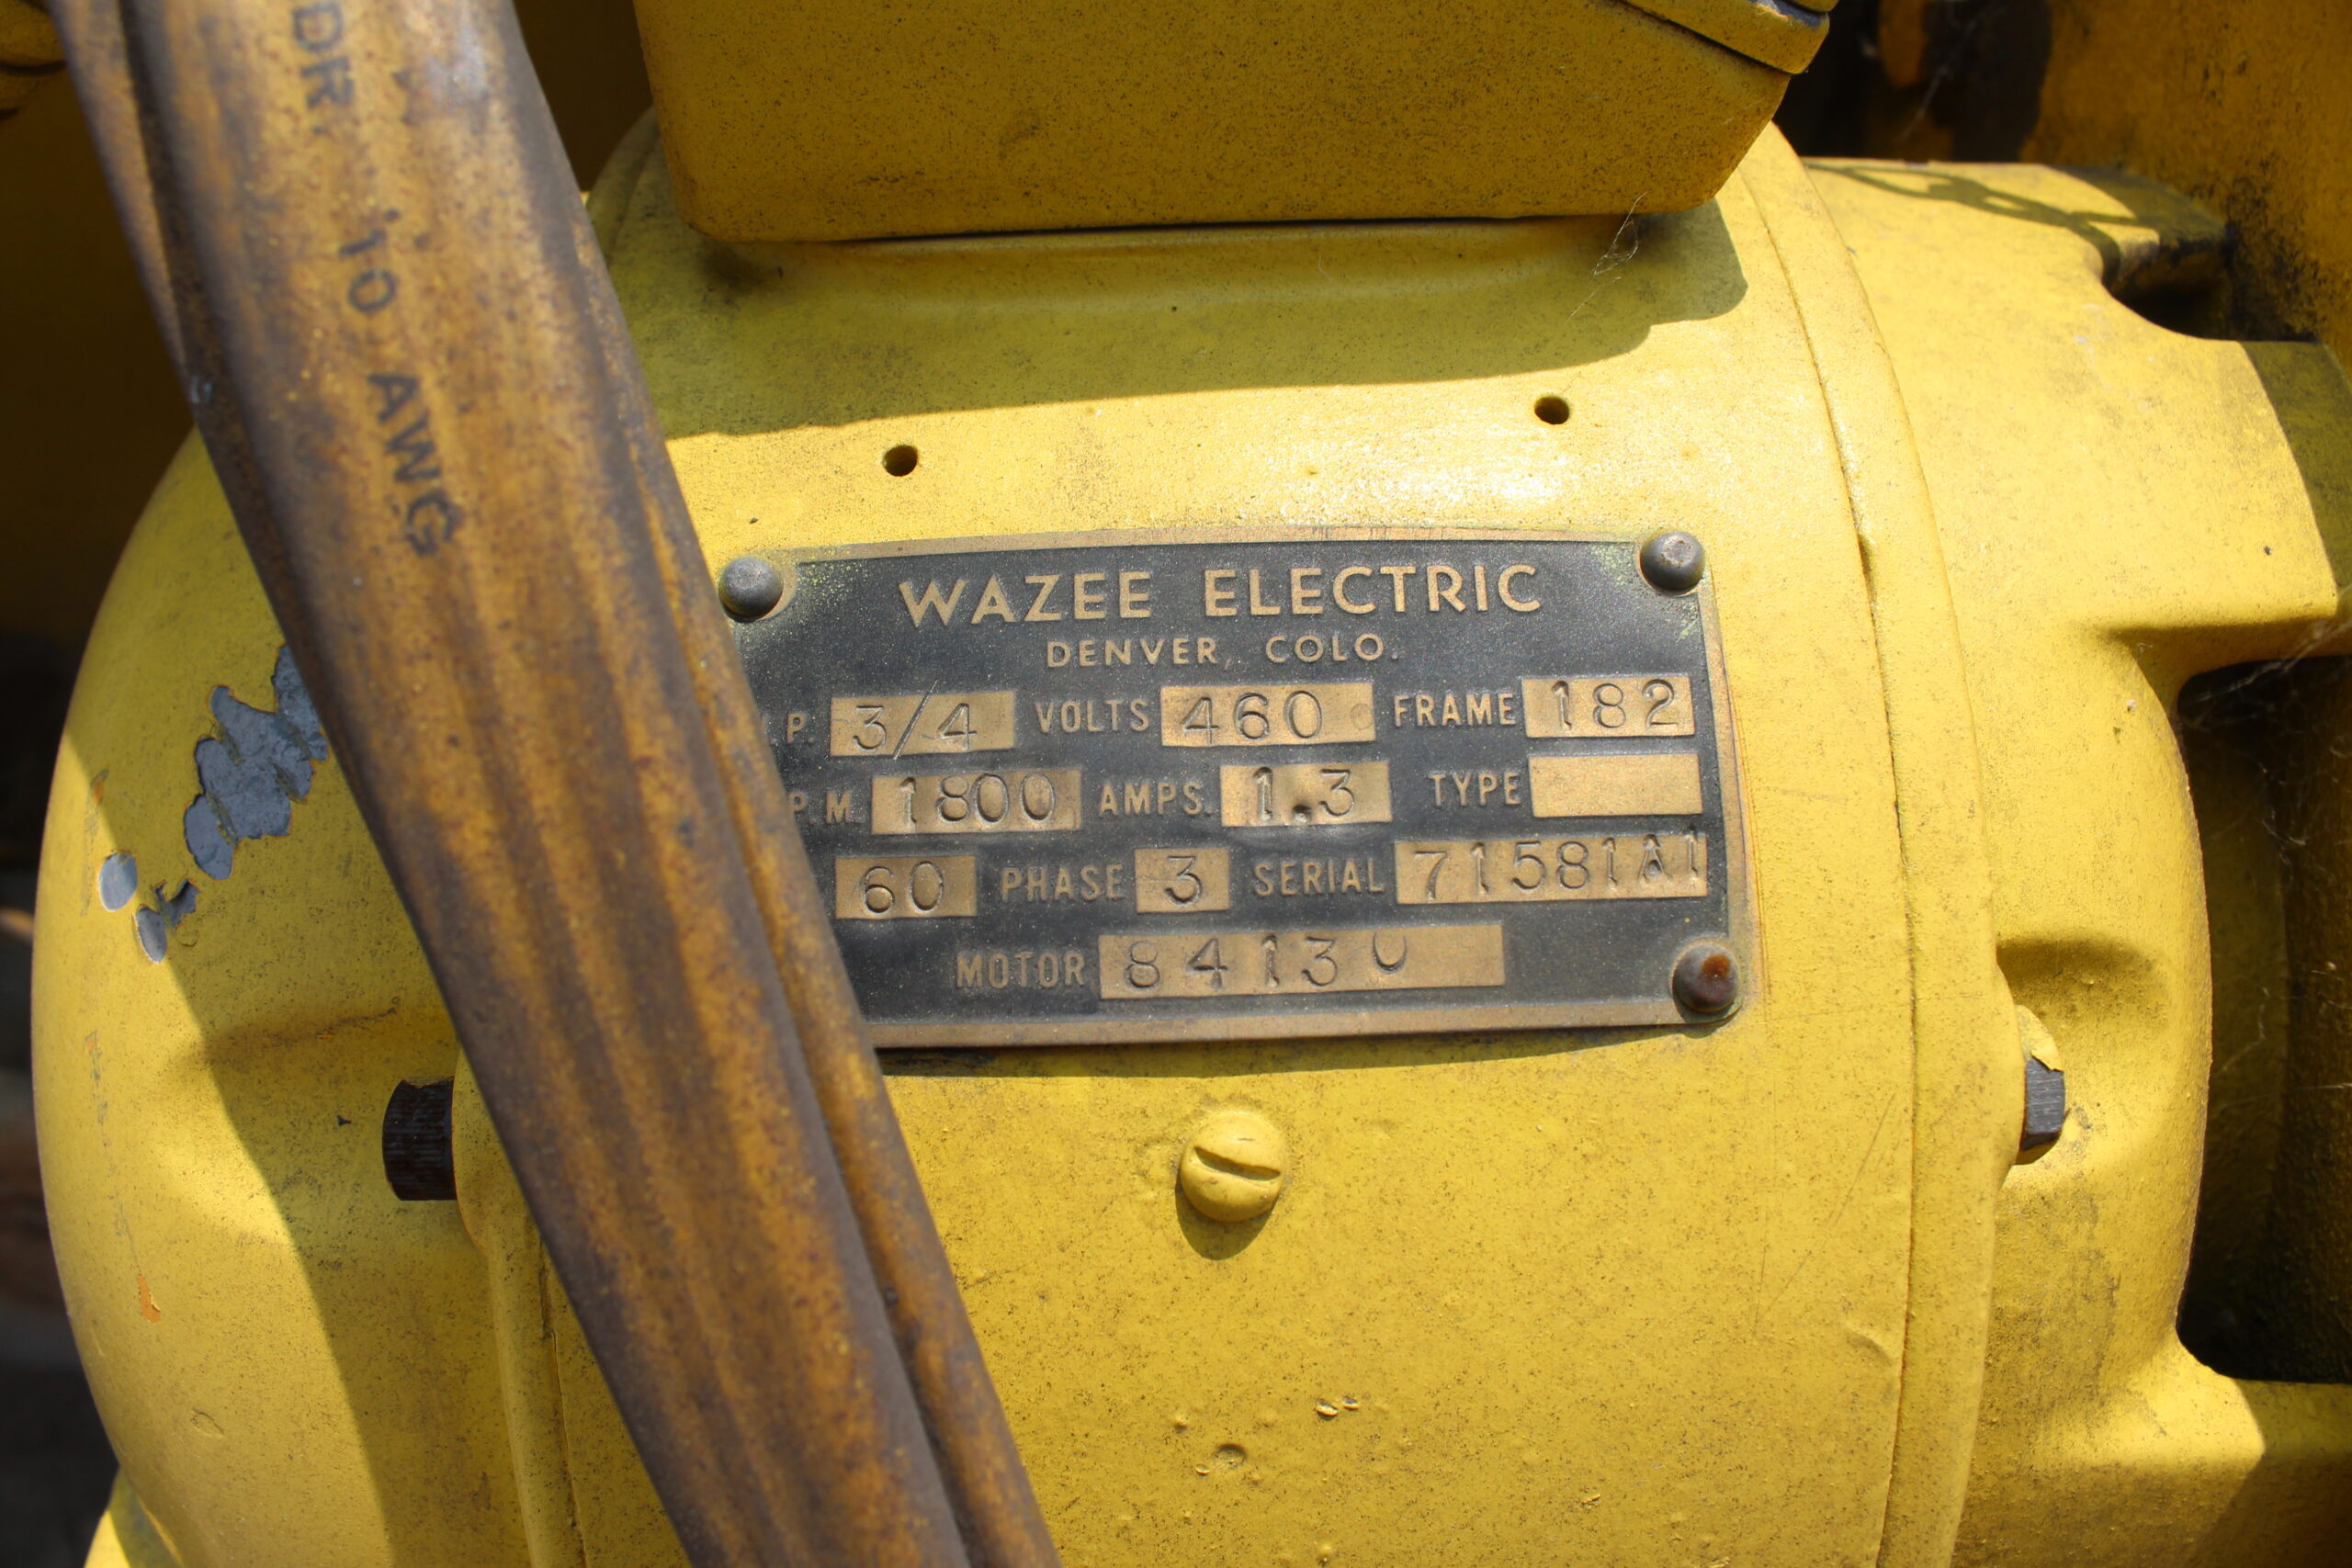 DR 10 AWG
WAZEE ELECTRIC
DENVER, COLO.
P. 3/4 VOLTS 460 FRAME 182
P.M. 1800 AMPS. 1.3 TYPE
60 PHASE 3 SERIAL 71581A1
MOTOR 8413